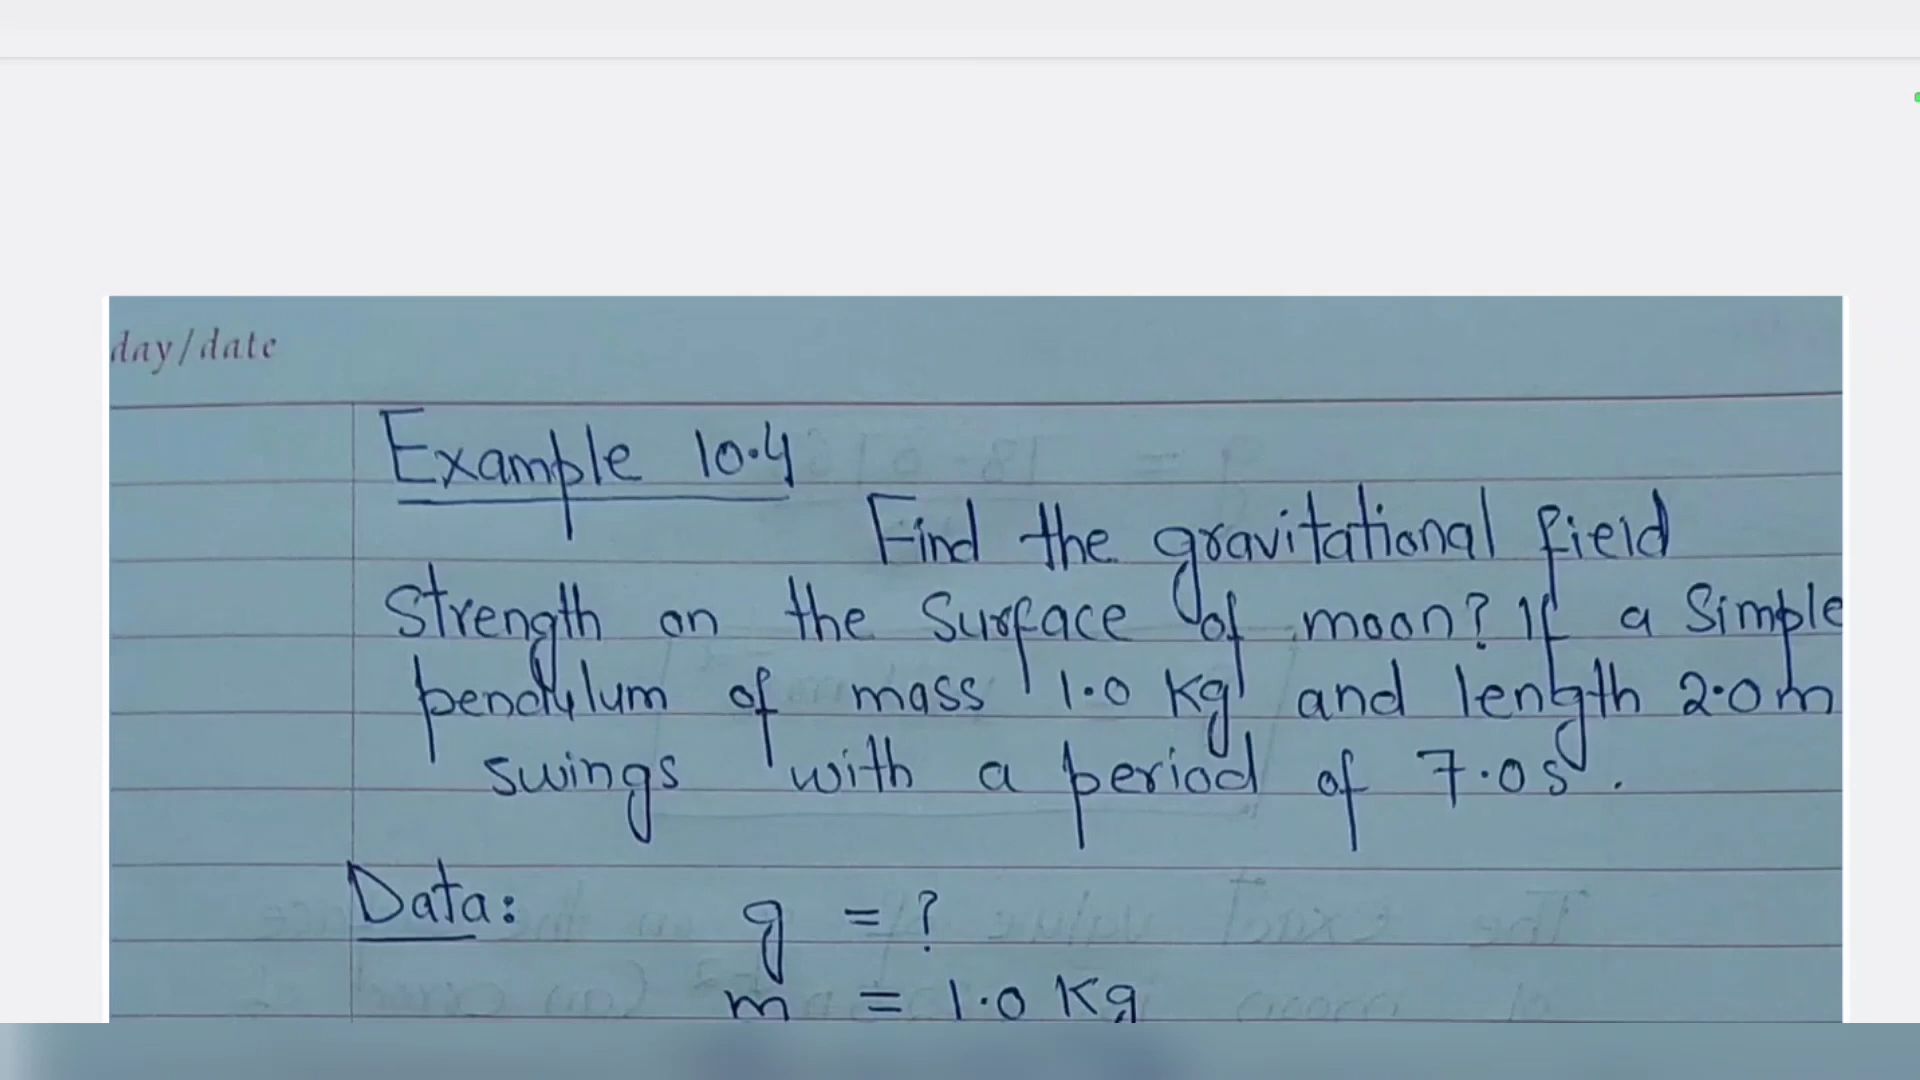 day/date
Example 10.4
Find the gravitational field
Strength on the Surface of moon? If a Simple
pendulum of mass 1.0 Kg and length 2.0m
swings with a period of 7.0s.
Data: g = ?
m = 1.0 Kg